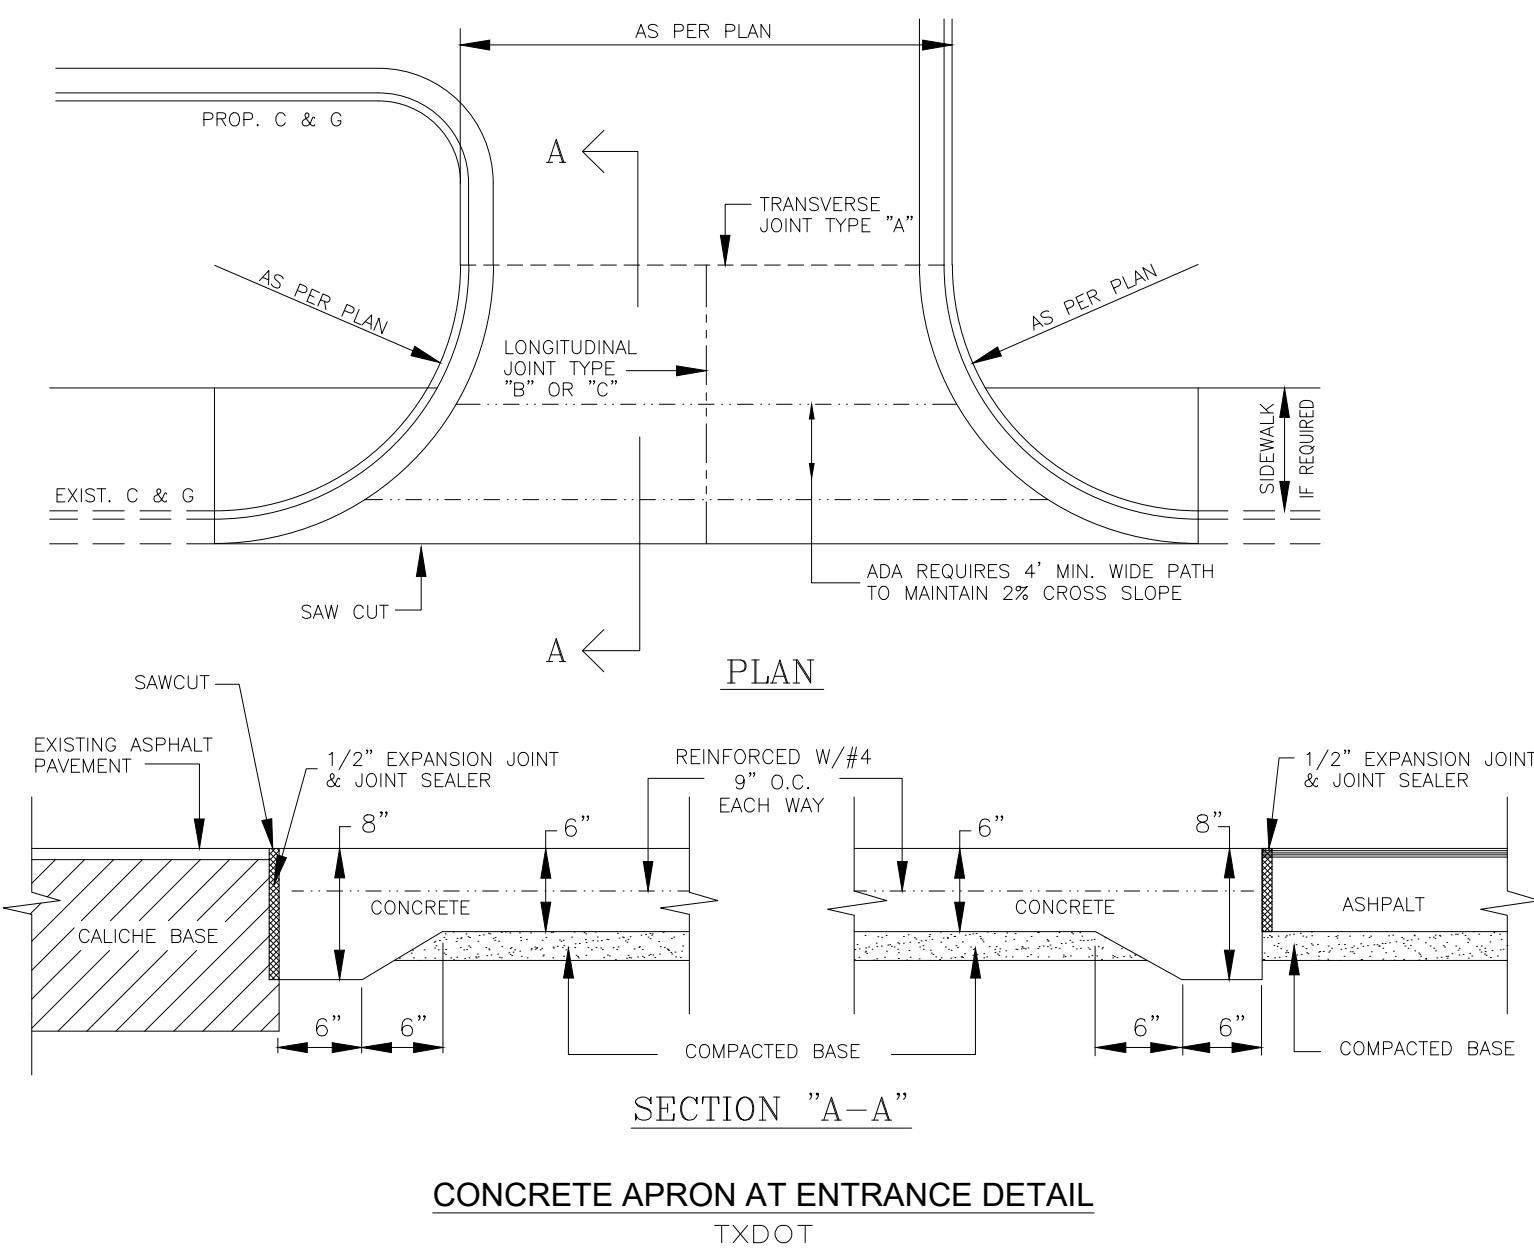 AS PER PLAN
PROP. C & G
A
TRANSVERSE
JOINT TYPE "A"
AS PER PLAN
AS PER PLAN
LONGITUDINAL
JOINT TYPE
"B" OR "C"
SIDEWALK
IF REQUIRED
EXIST. C & G
ADA REQUIRES 4' MIN. WIDE PATH
TO MAINTAIN 2% CROSS SLOPE
SAW CUT
A
PLAN
SAWCUT
EXISTING ASPHALT
PAVEMENT
1/2" EXPANSION JOINT
& JOINT SEALER
REINFORCED W/#4
9" O.C.
EACH WAY
1/2" EXPANSION JOINT
& JOINT SEALER
8"
6"
6"
8"
CONCRETE
CONCRETE
ASHPALT
CALICHE BASE
6"
6"
6"
6"
COMPACTED BASE
COMPACTED BASE
SECTION "A-A"
CONCRETE APRON AT ENTRANCE DETAIL
TXDOT